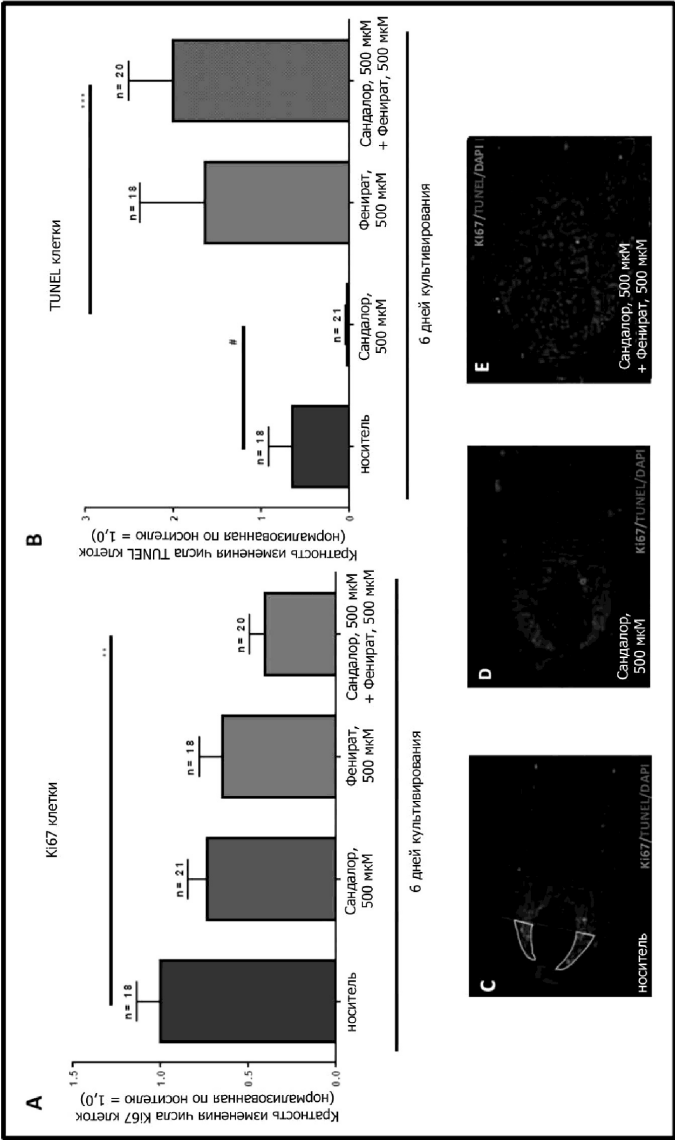 A
Ki67 клетки
Кратность изменения числа Ki67 клеток
(нормализованная по носителю = 1,0)
1.5
1.0
0.5
0.0
**
n = 18
n = 21
n = 18
n = 20
носитель
Сандалор,
500 мкМ
Фенират,
500 мкМ
Сандалор, 500 мкМ
+ Фенират, 500 мкМ
6 дней культивирования
B
TUNEL клетки
Кратность изменения числа TUNEL клеток
(нормализованная по носителю = 1,0)
3
2
1
0
***
#
n = 18
n = 21
n = 18
n = 20
носитель
Сандалор,
500 мкМ
Фенират,
500 мкМ
Сандалор, 500 мкМ
+ Фенират, 500 мкМ
6 дней культивирования
C
носитель
Ki67/TUNEL/DAPI
D
Сандалор,
500 мкМ
Ki67/TUNEL/DAPI
E
Ki67/TUNEL/DAPI
Сандалор, 500 мкМ
+ Фенират, 500 мкМ